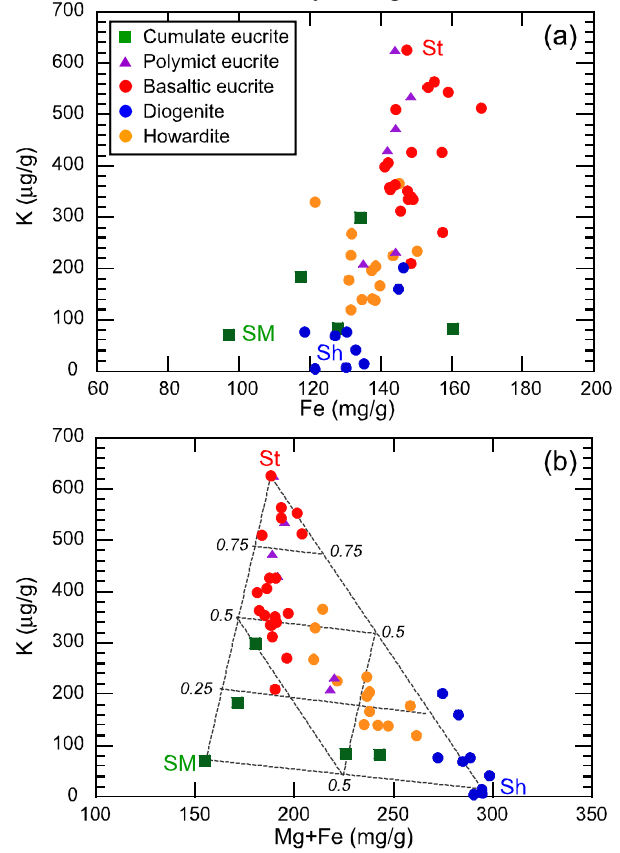 700
600
500
400
300
200
100
0
K (µg/g)
Cumulate eucrite
Polymict eucrite
Basaltic eucrite
Diogenite
Howardite
St
(a)
SM
Sh
60
80
100
120
140
160
180
200
Fe (mg/g)
700
600
500
400
300
200
100
0
K (µg/g)
St
(b)
0.75
0.75
0.5
0.5
0.25
SM
0.5
Sh
100
150
200
250
300
350
Mg+Fe (mg/g)